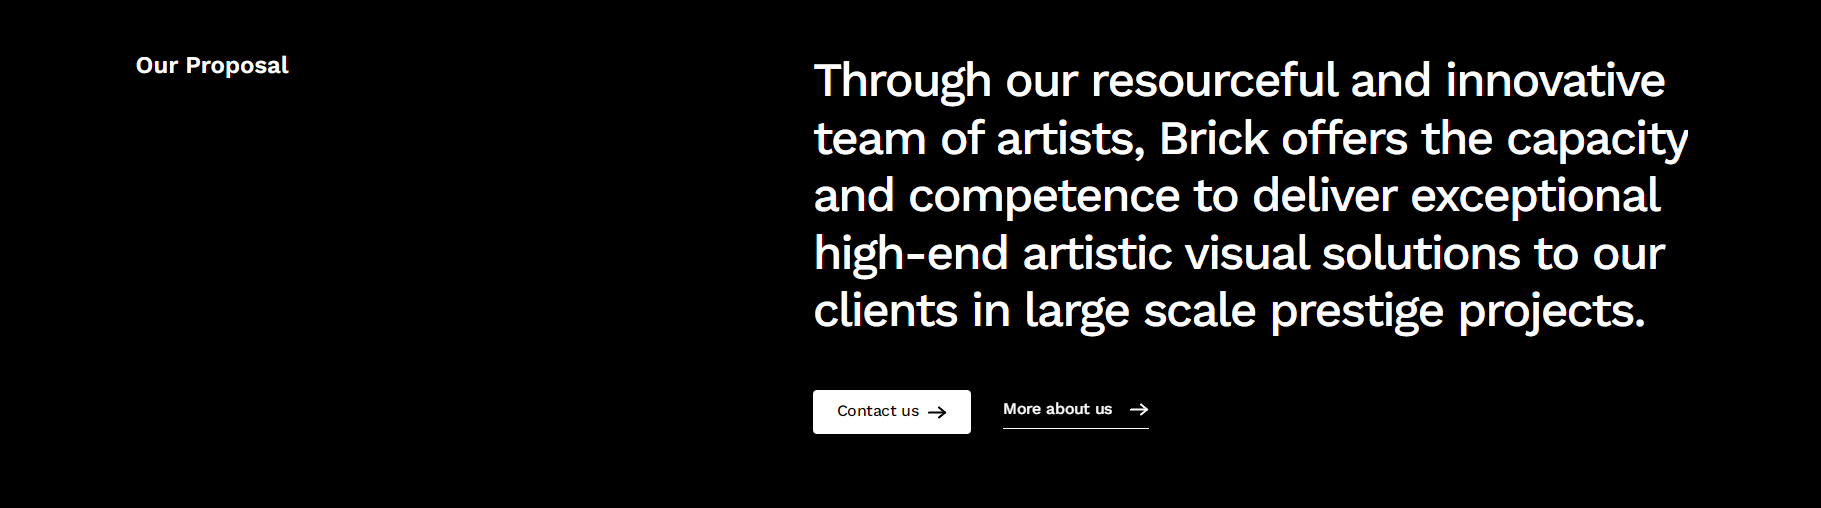 Our Proposal
Through our resourceful and innovative
team of artists, Brick offers the capacity
and competence to deliver exceptional
high-end artistic visual solutions to our
clients in large scale prestige projects.
Contact us
More about us